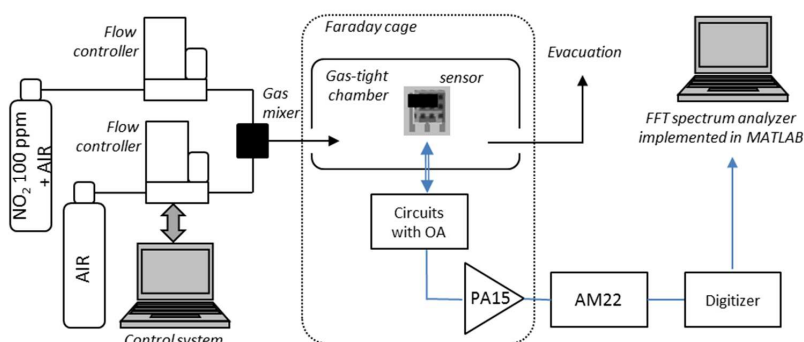 Flow
controller
Faraday cage
Gas-tight
chamber
sensor
Evacuation
Gas
mixer
FFT spectrum analyzer
implemented in MATLAB
NO₂ 100 ppm
+ AIR
Flow
controller
AIR
Circuits
with OA
PA15
AM22
Digitizer
Control system